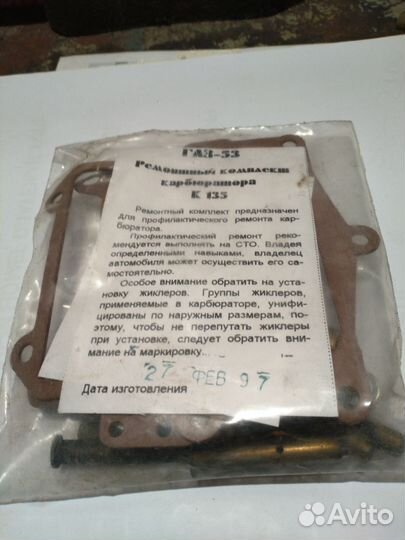 ГАЗ-53
Ремонтный комплект
карбюратора
К 135
Ремонтный комплект предназначен
для профилактического ремонта кар-
бюратора.
Профилактический ремонт реко-
мендуется выполнять на СТО. Владея
определенными навыками, владелец
автомобиля может осуществить его са-
мостоятельно.
Особое внимание обратить на ус-
тановку жиклеров. Группы жиклеров,
применяемые в карбюраторе, унифи-
цированы по наружным размерам, по-
этому, чтобы не перепутать жиклеры
при установке, следует обратить вни-
мание на маркировку.
27 ФЕВ 97
Дата изготовления
Avito